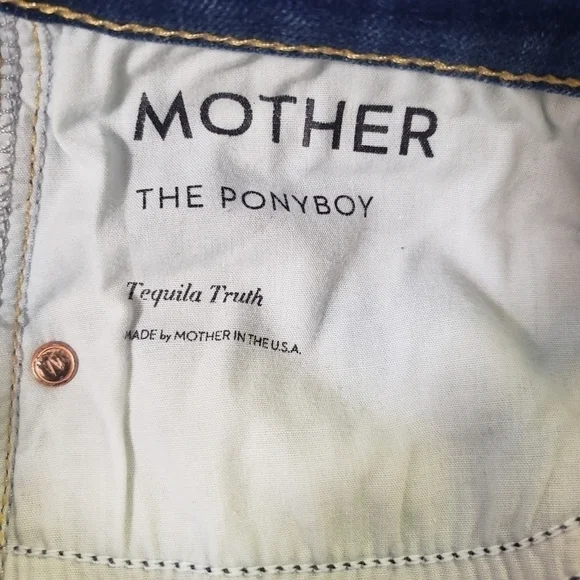 MOTHER
THE PONYBOY
Tequila Truth
MADE by MOTHER IN THE U.S.A.